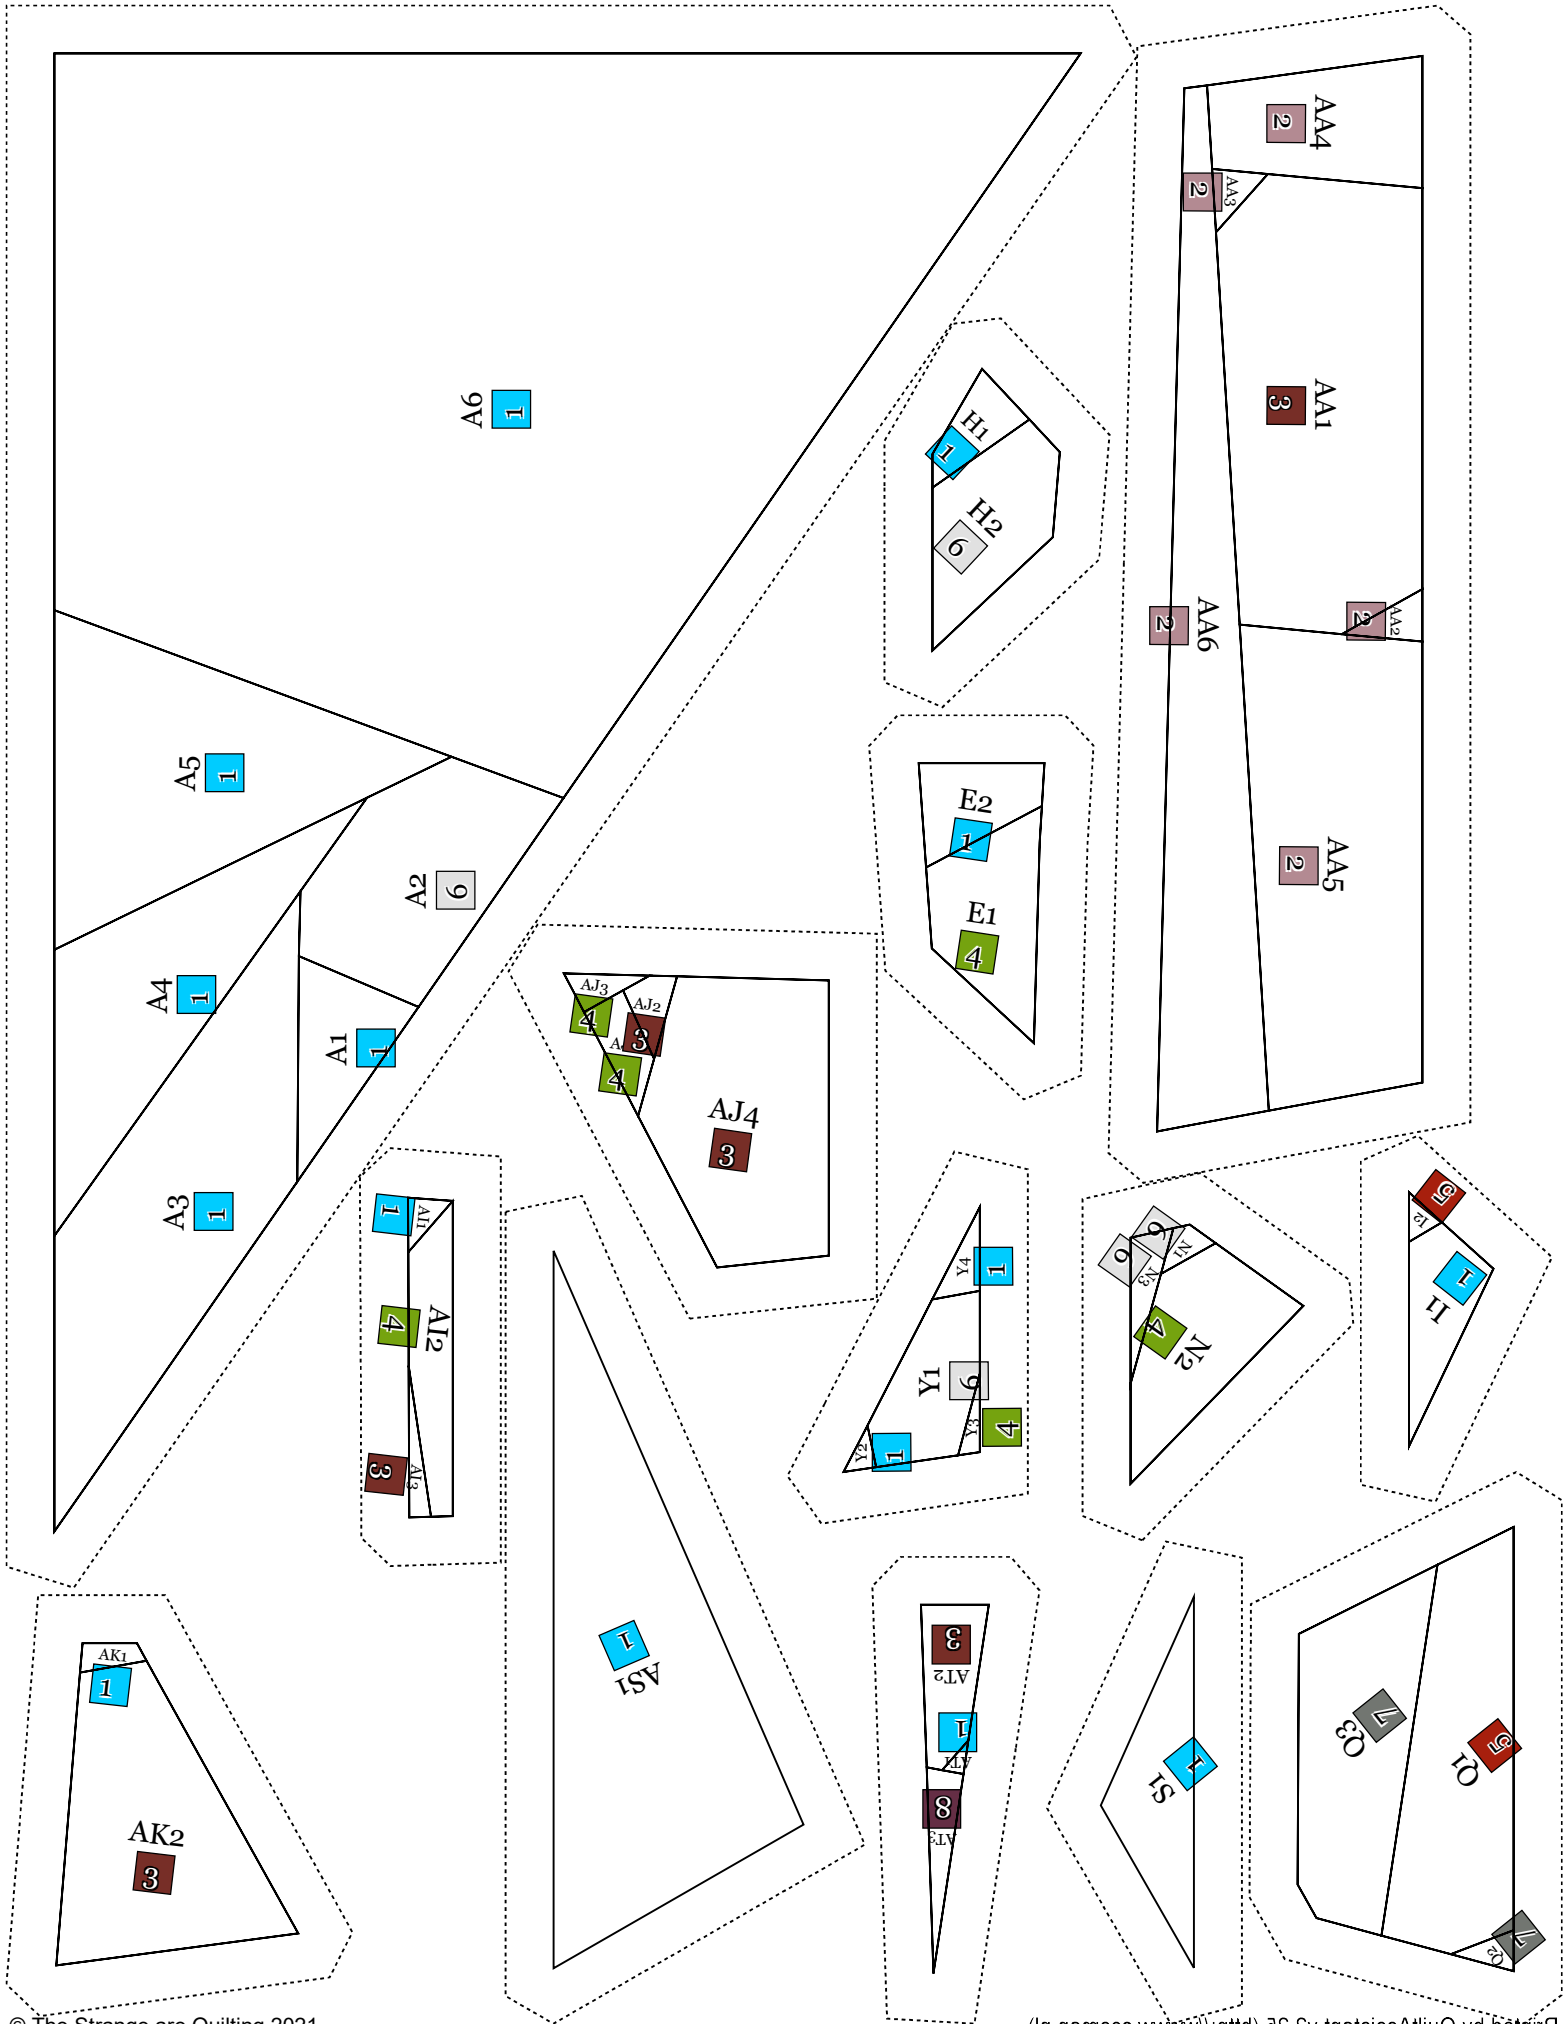 A6 1
AA4 2
AA3 2
AA1 3
AA2 2
AA6 2
AA5 2
H1 1
H2 6
A5 1
A2 6
A4 1
A1 1
A3 1
E2 1
E1 4
AJ3 4
AJ2 3
4
AJ4 3
AI1 1
AI2 4
AI3 3
Y4 1
Y1 6
Y3 4
Y2 1
N1 6
N3 6
N2 4
I2 5
I1 1
AS1 1
AK1 1
AK2 3
AT2 3
AT1 1
AT3 8
S1 1
Q3 7
Q1 5
Q2 7
© The Strange are Quilting 2021